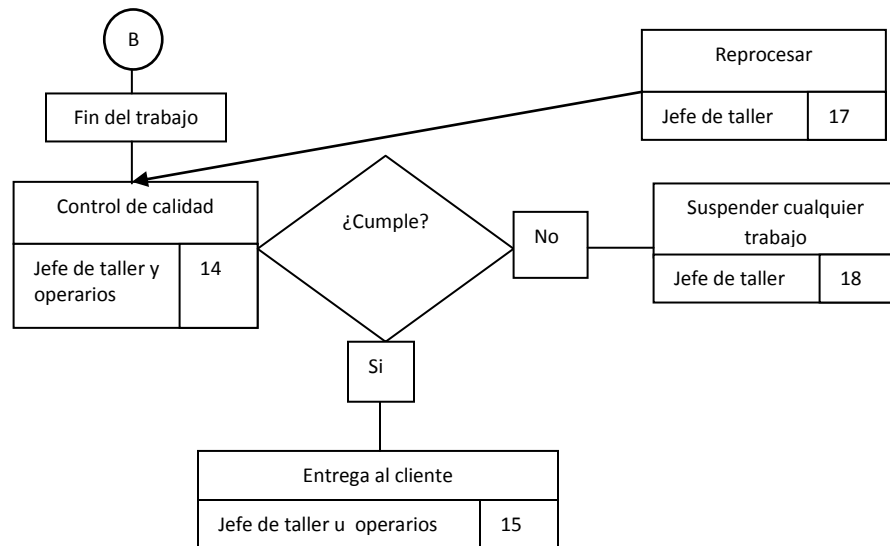 B
Fin del trabajo
Reprocesar
Jefe de taller
17
Control de calidad
Jefe de taller y
operarios
14
¿Cumple?
No
Suspender cualquier
trabajo
Jefe de taller
18
Si
Entrega al cliente
Jefe de taller u operarios
15